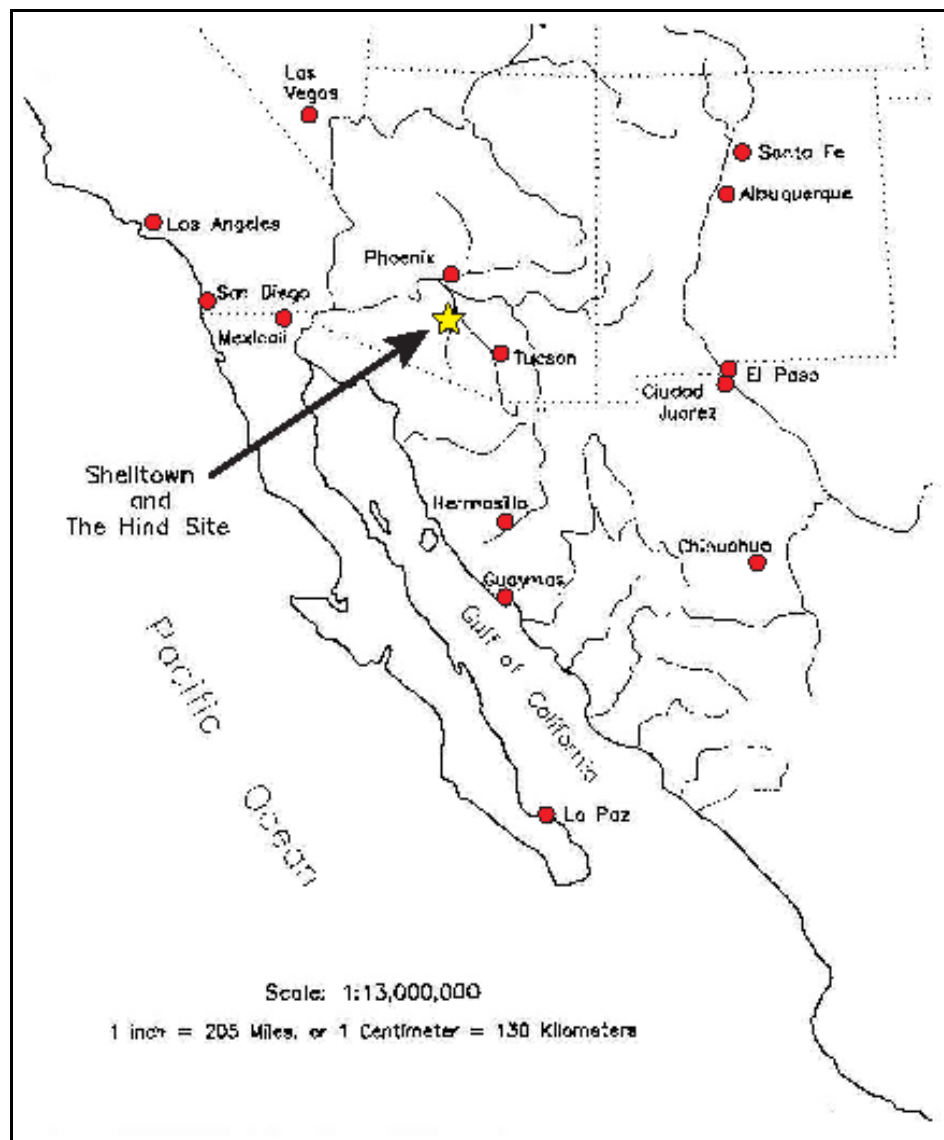 Las
Vegas
Santa Fe
Albuquerque
Los Angeles
Phoenix
San Diego
Mexicali
Tucson
El Paso
Ciudad
Juarez
Shelltown
and
The Hind Site
Hermosillo
Chihuahua
Guaymas
Gulf of California
Pacific
Ocean
La Paz
Scale: 1:13,000,000
1 inch = 205 Miles, or 1 Centimeter = 130 Kilometers